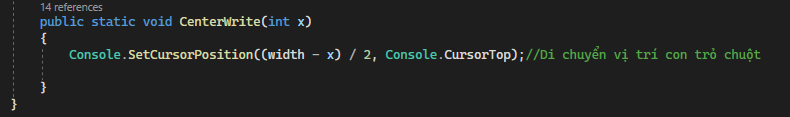 14 references
public static void CenterWrite(int x)
{
Console.SetCursorPosition((width - x) / 2, Console.CursorTop);//Di chuyển vị trí con trỏ chuột
}
}